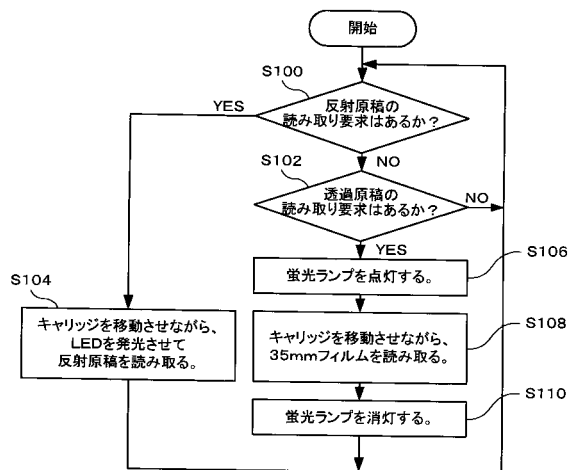 開始
S100
反射原稿の
読み取り要求はあるか?
YES
NO
S102
透過原稿の
読み取り要求はあるか?
NO
YES
S106
蛍光ランプを点灯する。
S104
キャリッジを移動させながら、
LEDを発光させて
反射原稿を読み取る。
S108
キャリッジを移動させながら、
35mmフィルムを読み取る。
S110
蛍光ランプを消灯する。